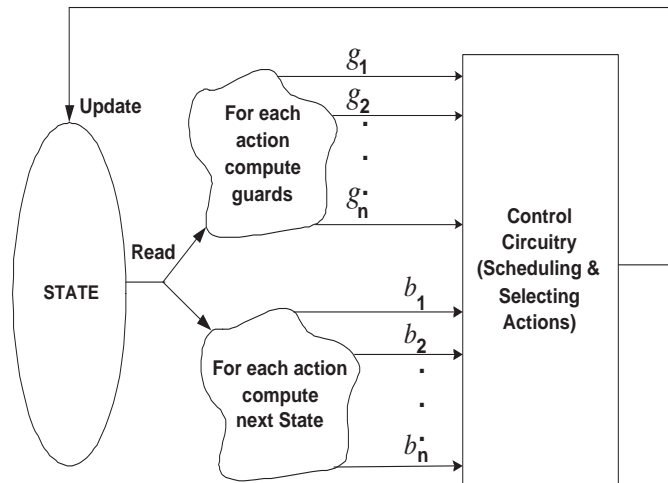 Update
For each
action
compute
guards
g1
g2
.
.
.
gn
Read
STATE
Control
Circuitry
(Scheduling &
Selecting
Actions)
For each action
compute
next State
b1
b2
.
.
.
bn